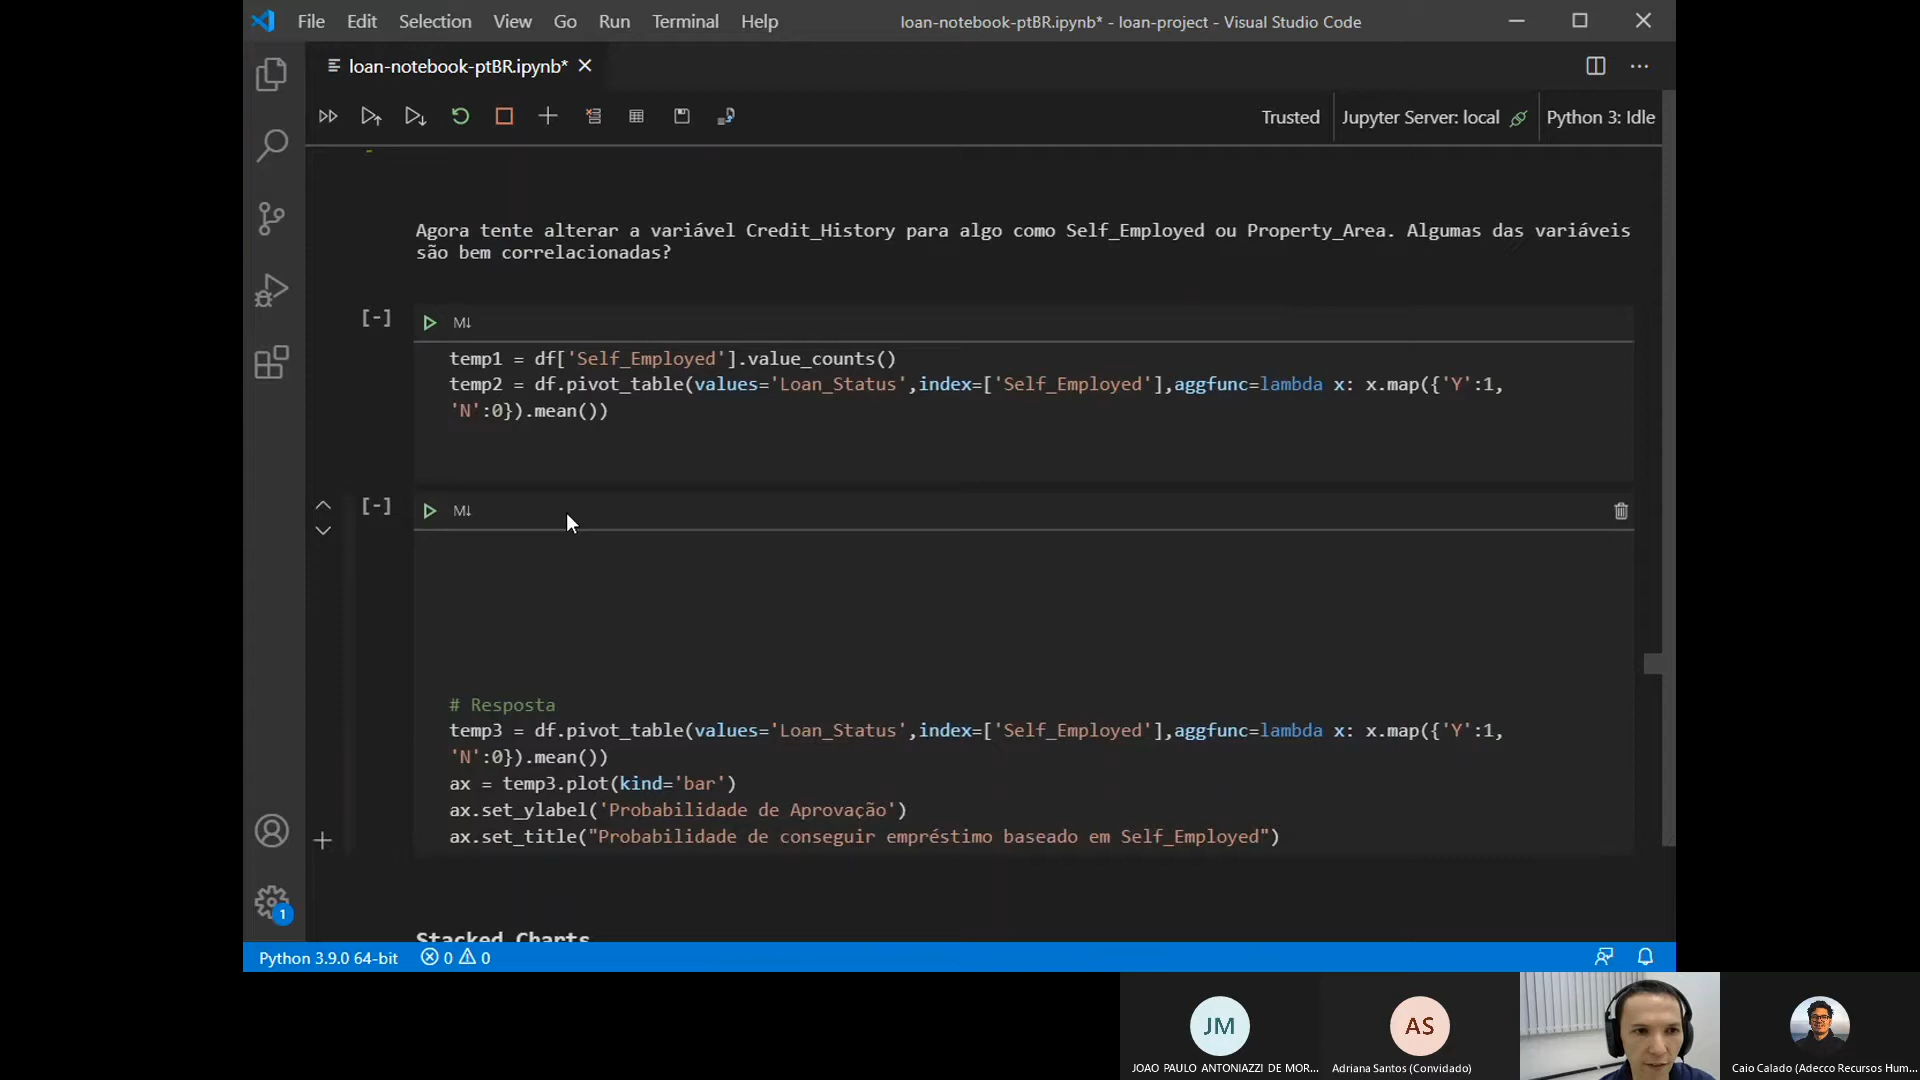 File Edit Selection View Go Run Terminal Help loan-notebook-ptBR.ipynb* - loan-project - Visual Studio Code
loan-notebook-ptBR.ipynb*
Trusted Jupyter Server: local Python 3: Idle
Agora tente alterar a variável Credit_History para algo como Self_Employed ou Property_Area. Algumas das variáveis
são bem correlacionadas?
[-] M↓
temp1 = df['Self_Employed'].value_counts()
temp2 = df.pivot_table(values='Loan_Status',index=['Self_Employed'],aggfunc=lambda x: x.map({'Y':1,
'N':0}).mean())
[-] M↓
# Resposta
temp3 = df.pivot_table(values='Loan_Status',index=['Self_Employed'],aggfunc=lambda x: x.map({'Y':1,
'N':0}).mean())
ax = temp3.plot(kind='bar')
ax.set_ylabel('Probabilidade de Aprovação')
ax.set_title("Probabilidade de conseguir empréstimo baseado em Self_Employed")
Stacked Charts
1
Python 3.9.0 64-bit 0 0
JM AS
JOAO PAULO ANTONIAZZI DE MOR... Adriana Santos (Convidado) Caio Calado (Adecco Recursos Hum...